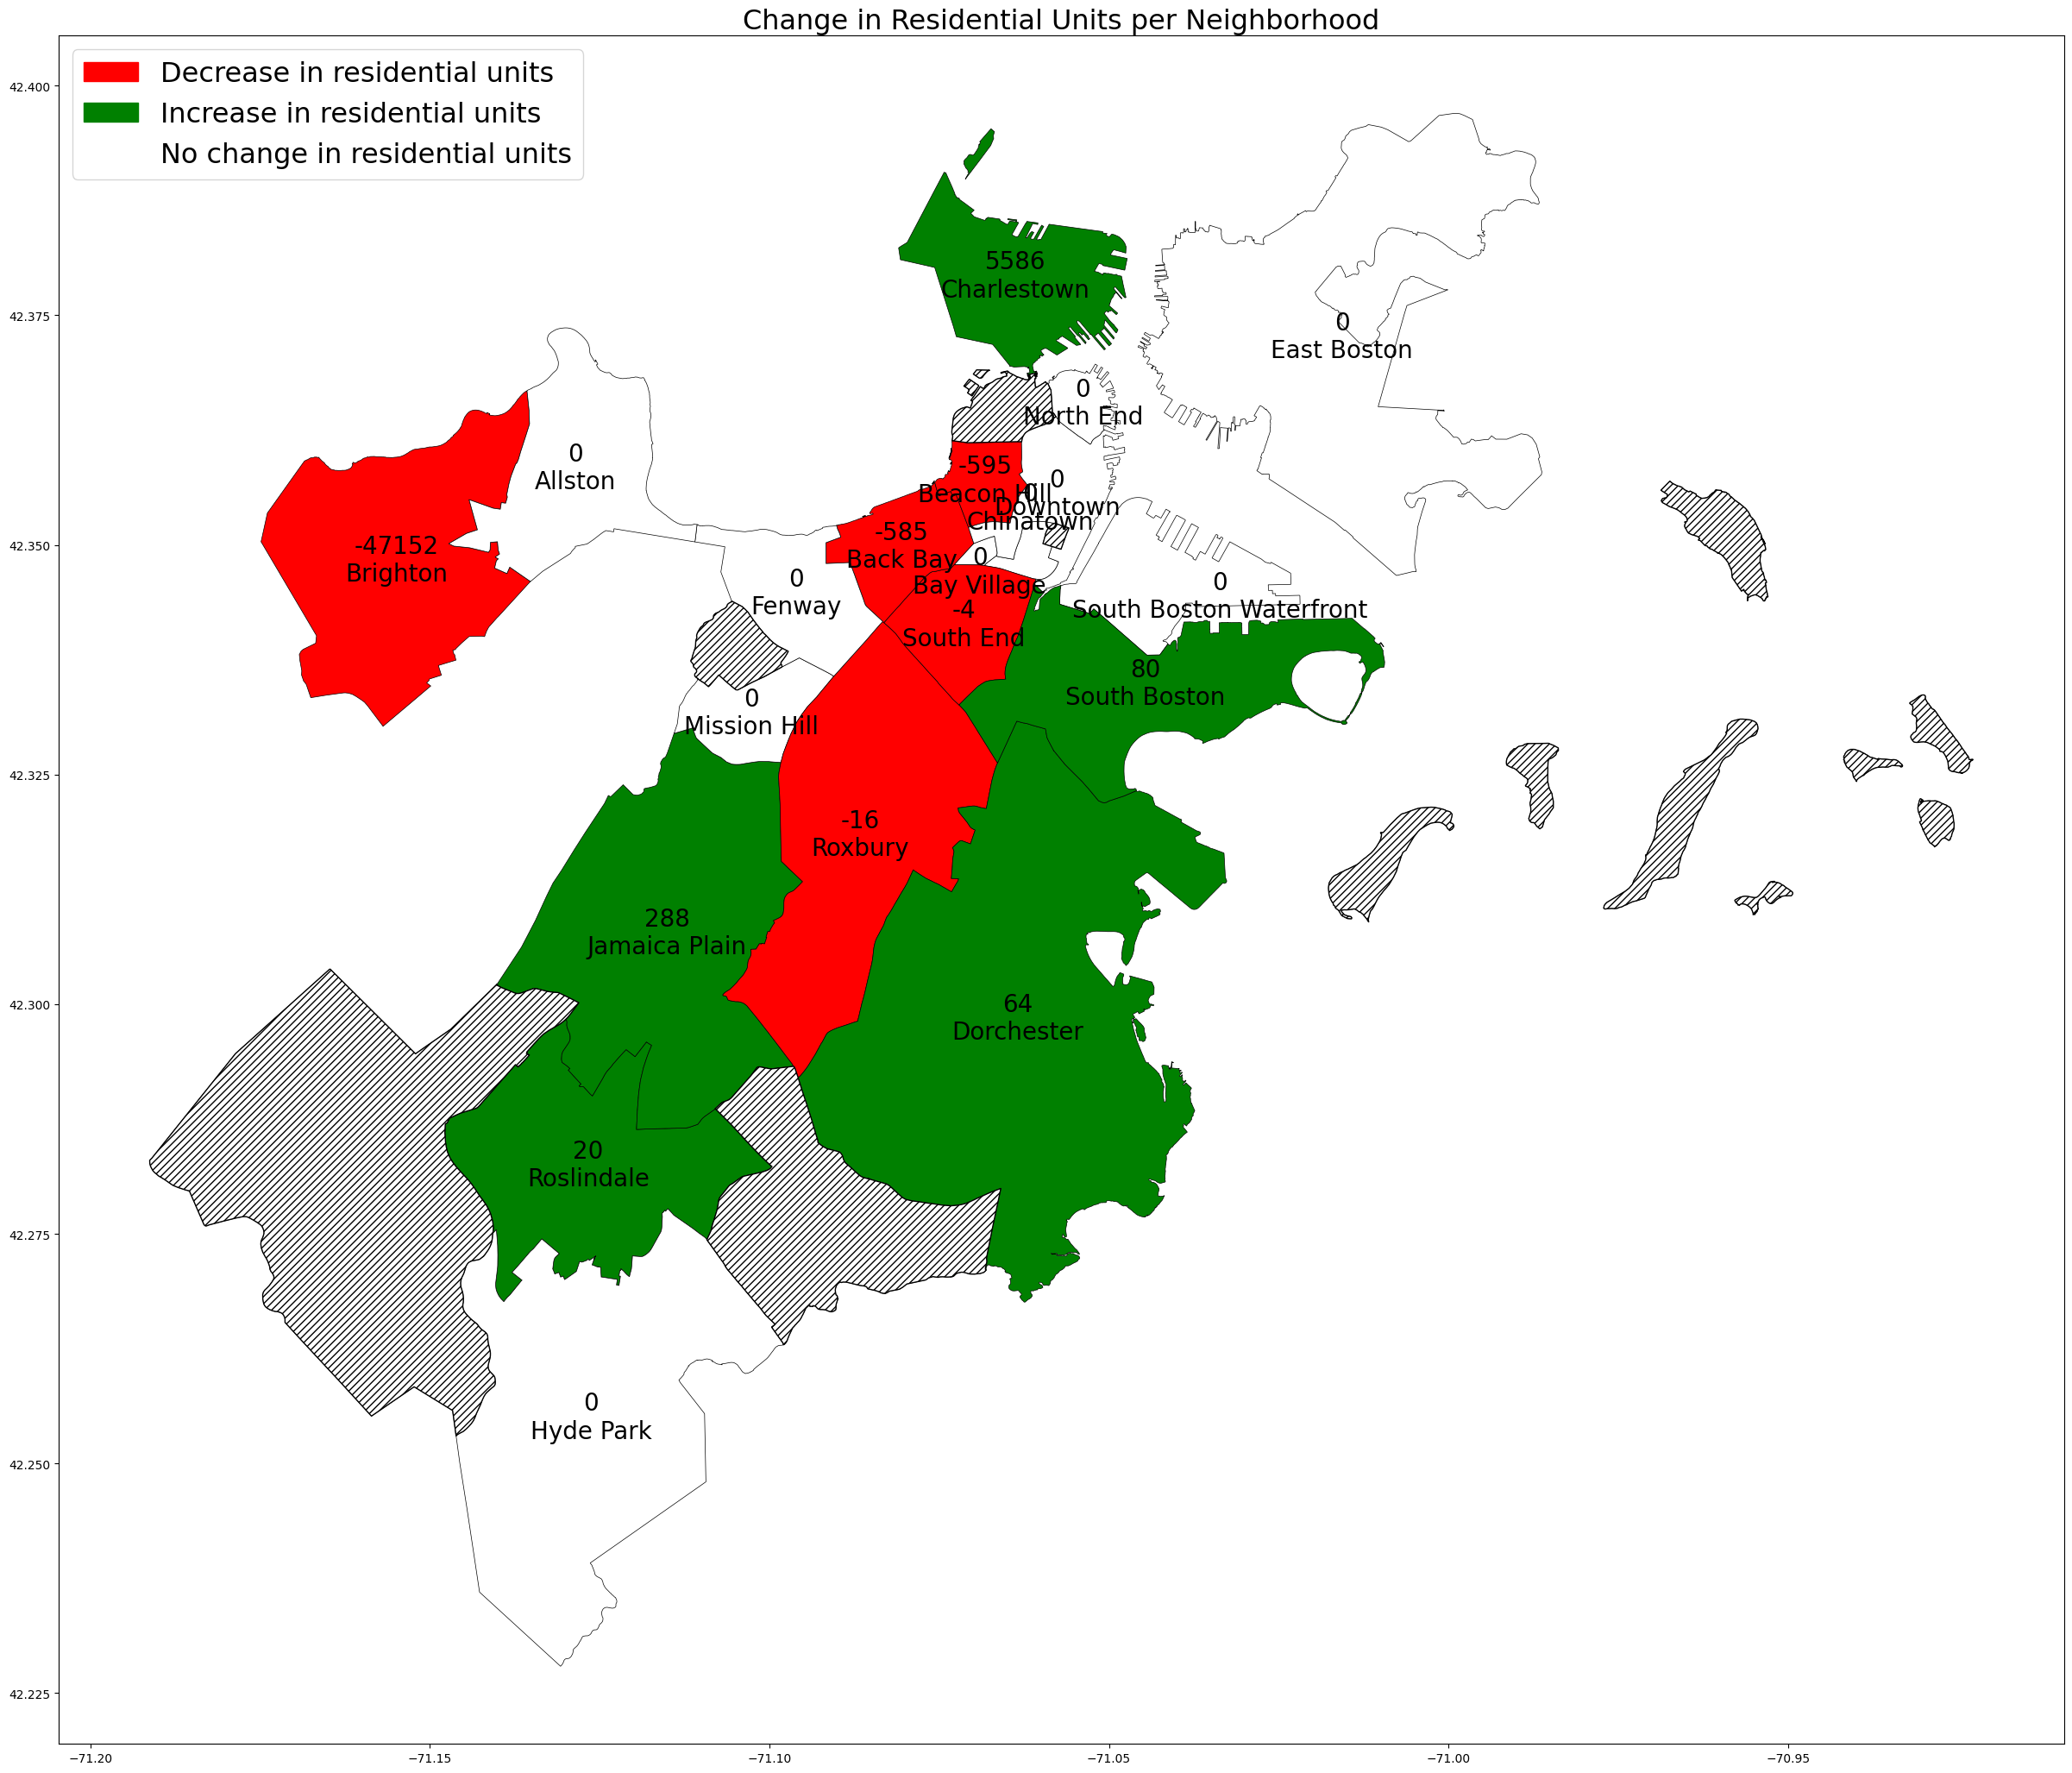 Change in Residential Units per Neighborhood
Decrease in residential units
Increase in residential units
No change in residential units
42.400
42.375
42.350
42.325
42.300
42.275
42.250
42.225
5586
Charlestown
0
East Boston
0
North End
0
Allston
-595
Beacon Hill
0
Downtown
0
Chinatown
-585
Back Bay
-47152
Brighton
0
Bay Village
0
Fenway
0
South Boston Waterfront
-4
South End
80
South Boston
0
Mission Hill
-16
Roxbury
288
Jamaica Plain
64
Dorchester
20
Roslindale
0
Hyde Park
−71.20
−71.15
−71.10
−71.05
−71.00
−70.95